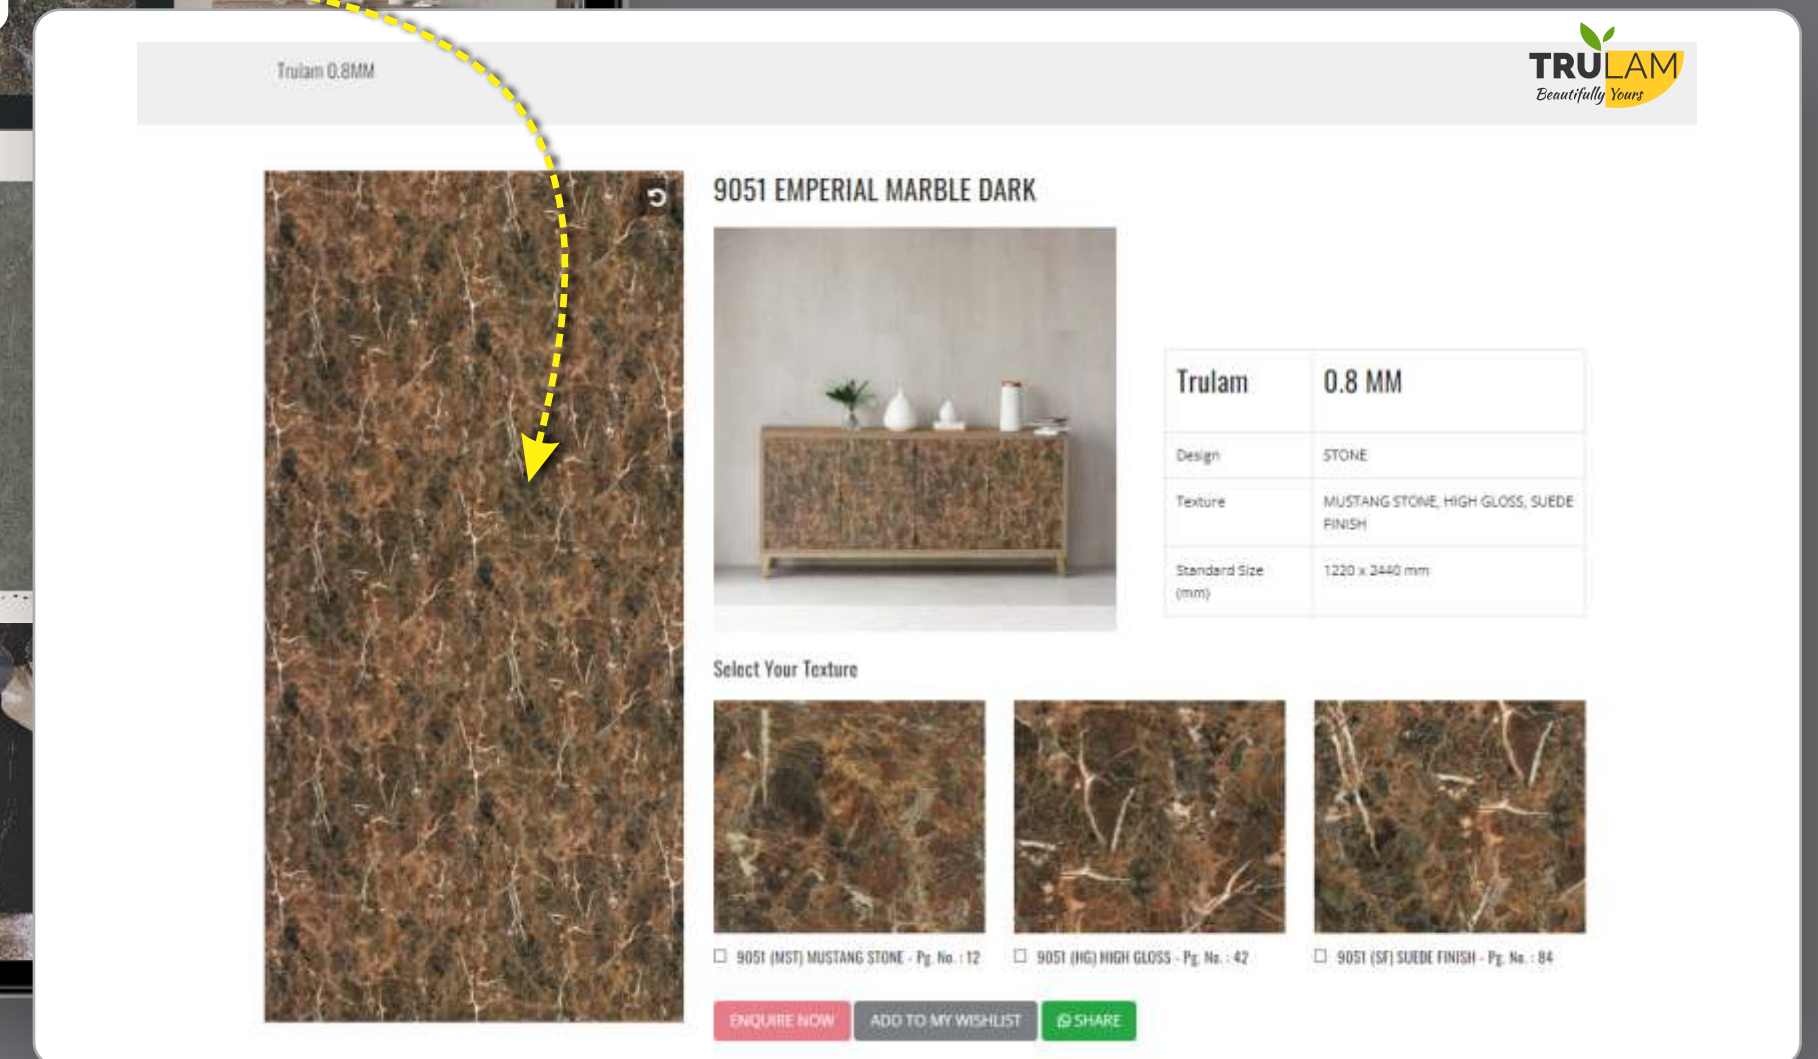 Trulam 0.8MM
TRULAM
Beautifully Yours
9051 EMPERIAL MARBLE DARK
Trulam 0.8 MM
Design STONE
Texture MUSTANG STONE, HIGH GLOSS, SUEDE
FINISH
Standard Size 1220 x 2440 mm
(mm)
Select Your Texture
9051 (MST) MUSTANG STONE - Pg. No. : 12
9051 (HG) HIGH GLOSS - Pg. No. : 42
9051 (SF) SUEDE FINISH - Pg. No. : 84
ENQUIRE NOW ADD TO MY WISHLIST SHARE